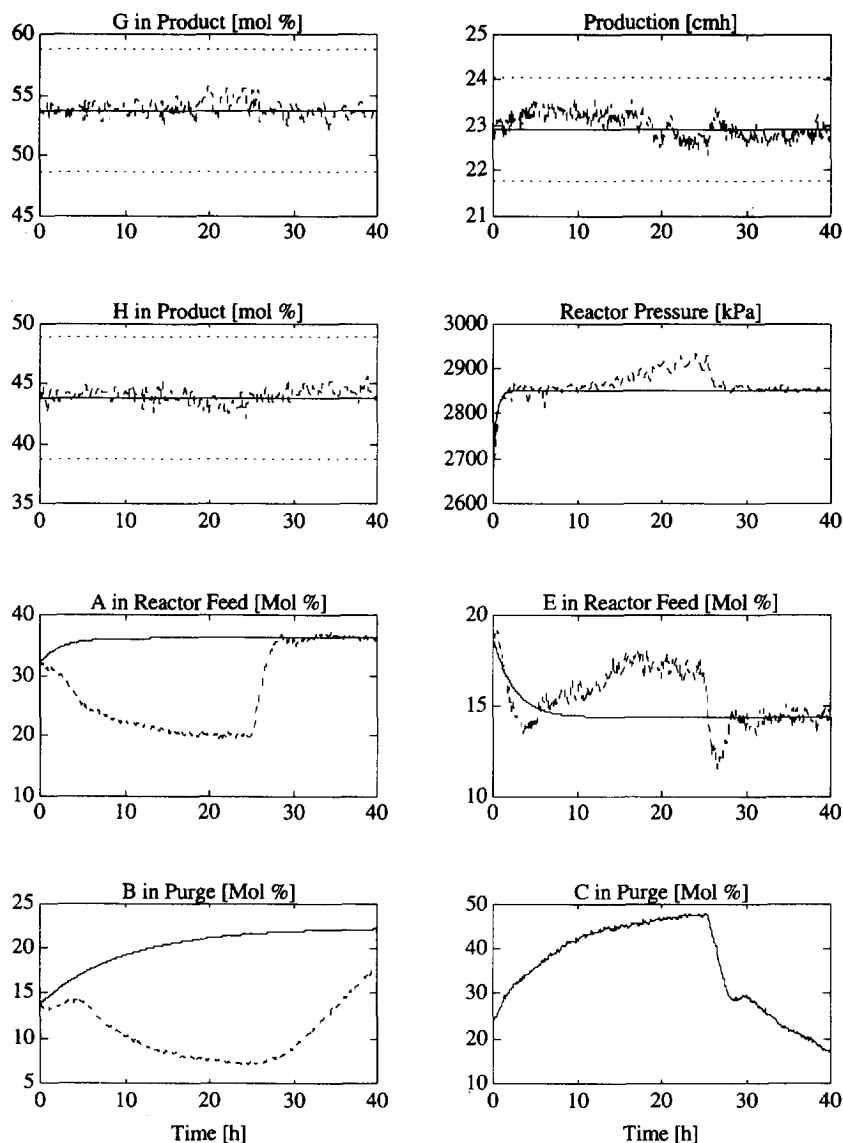 G in Product [mol %]
60
55
50
45
0 10 20 30 40
Production [cmh]
25
24
23
22
21
0 10 20 30 40
H in Product [mol %]
50
45
40
35
0 10 20 30 40
Reactor Pressure [kPa]
3000
2900
2800
2700
2600
0 10 20 30 40
A in Reactor Feed [Mol %]
40
30
20
10
0 10 20 30 40
E in Reactor Feed [Mol %]
20
18
16
14
12
10
0 10 20 30 40
B in Purge [Mol %]
25
20
15
10
5
0 10 20 30 40
Time [h]
C in Purge [Mol %]
50
40
30
20
10
0 10 20 30 40
Time [h]